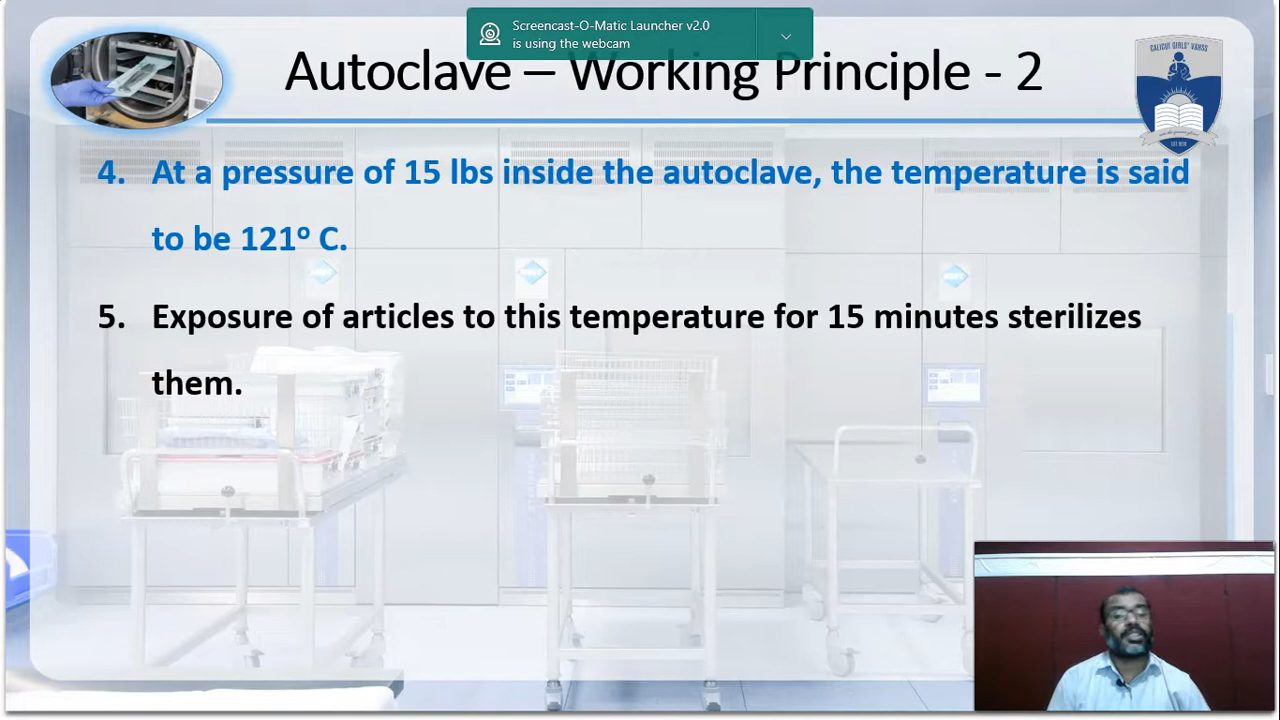 Screencast-O-Matic Launcher v2.0
is using the webcam
Autoclave – Working Principle - 2
CALICUT GIRLS' VHHSS
4. At a pressure of 15 lbs inside the autoclave, the temperature is said
to be 121º C.
5. Exposure of articles to this temperature for 15 minutes sterilizes
them.